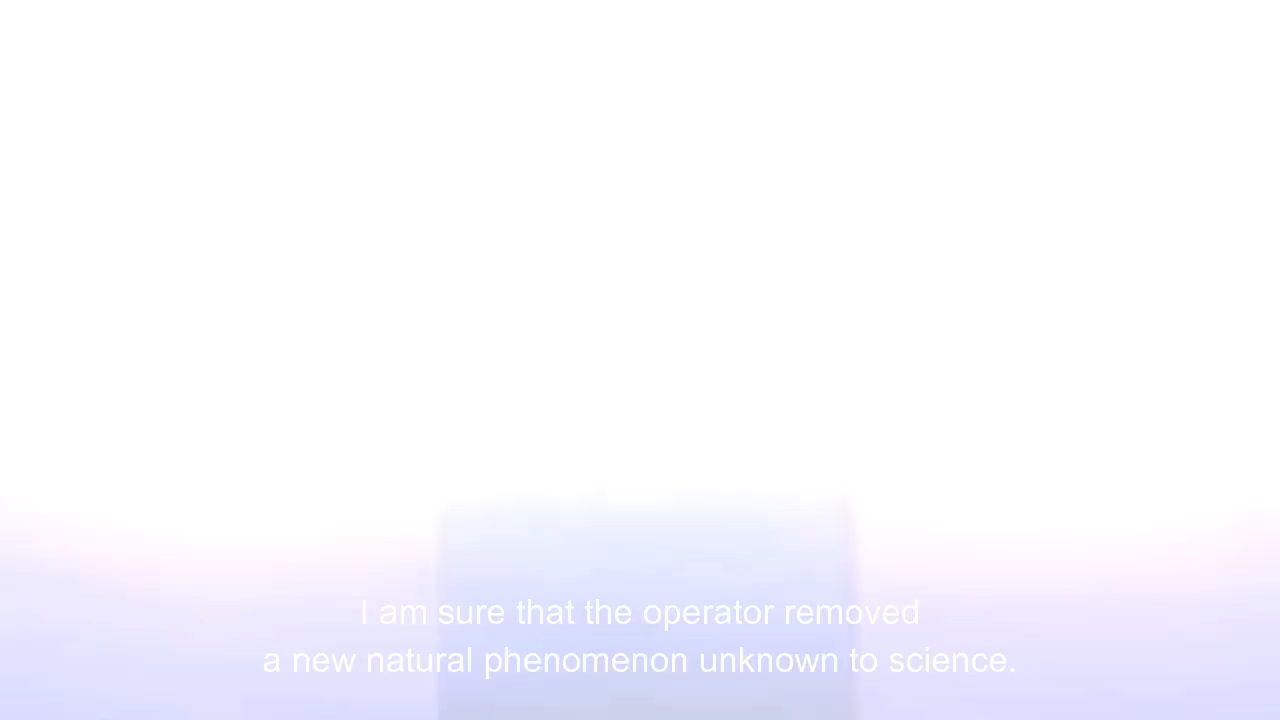 I am sure that the operator removed
a new natural phenomenon unknown to science.